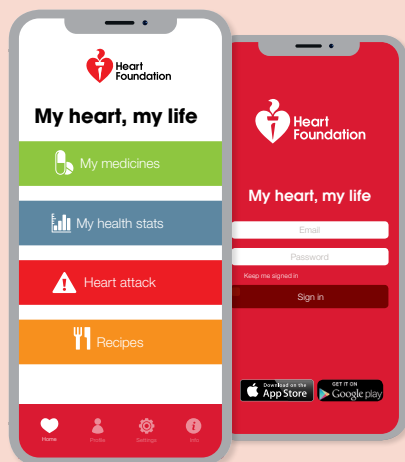 Heart
Foundation
My heart, my life
My medicines
My health stats
Heart attack
Recipes
Home
Profile
Settings
Info
Heart
Foundation
My heart, my life
Email
Password
Keep me signed in
Sign in
Download on the
App Store
GET IT ON
Google play